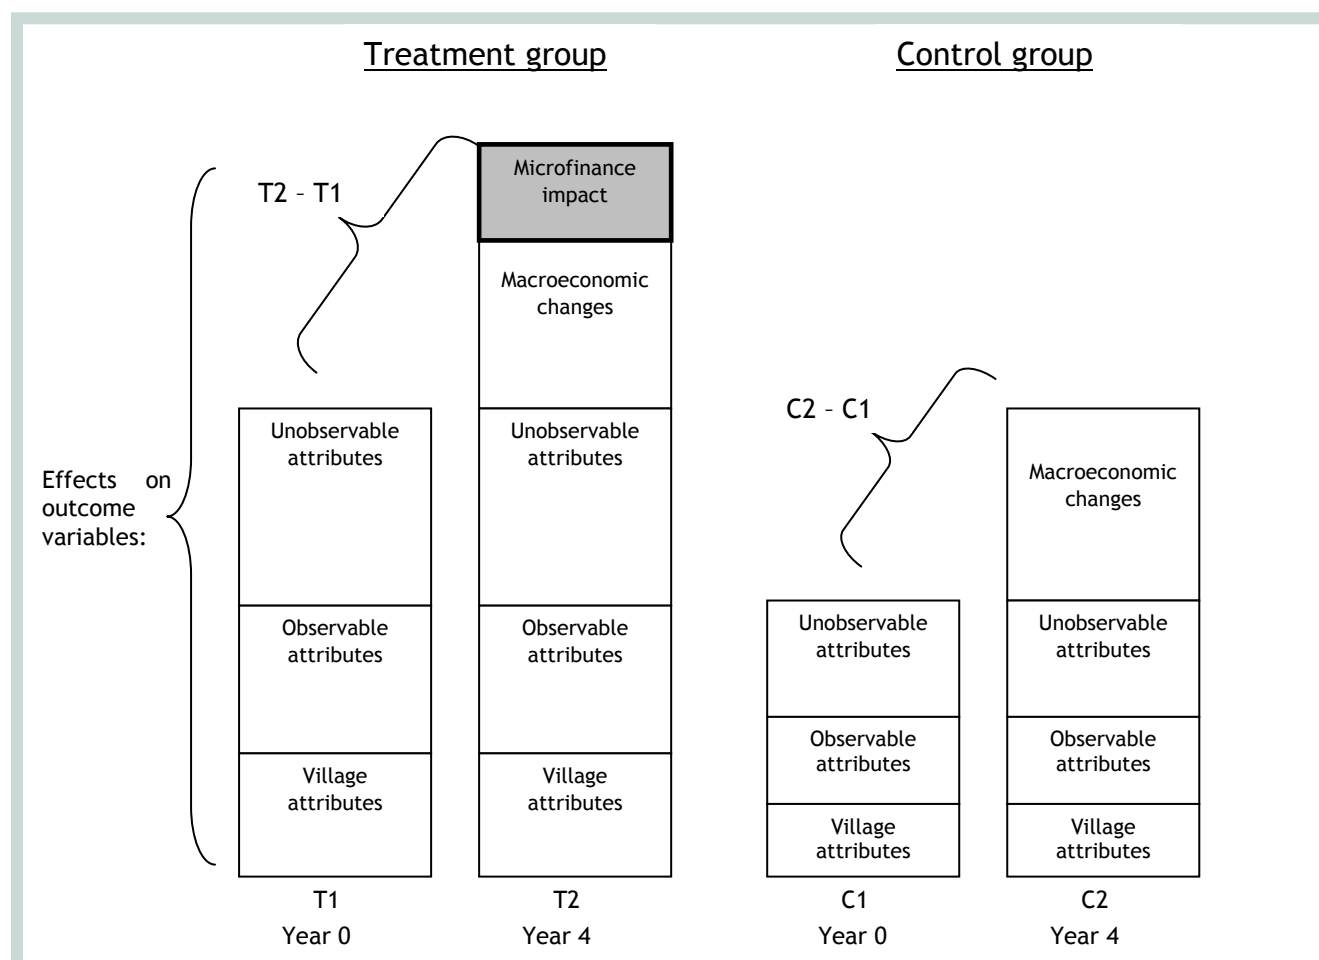 Treatment group
Control group
T2 – T1
Microfinance
impact
Macroeconomic
changes
C2 – C1
Effects on
outcome
variables:
Unobservable
attributes
Unobservable
attributes
Macroeconomic
changes
Observable
attributes
Observable
attributes
Unobservable
attributes
Unobservable
attributes
Village
attributes
Village
attributes
Observable
attributes
Observable
attributes
Village
attributes
Village
attributes
T1
T2
C1
C2
Year 0
Year 4
Year 0
Year 4